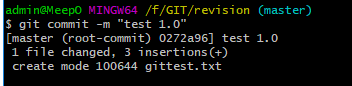 admin@MeepO MINGW64 /f/GIT/revision (master)
$ git commit -m "test 1.0"
[master (root-commit) 0272a96] test 1.0
1 file changed, 3 insertions(+)
create mode 100644 gittest.txt